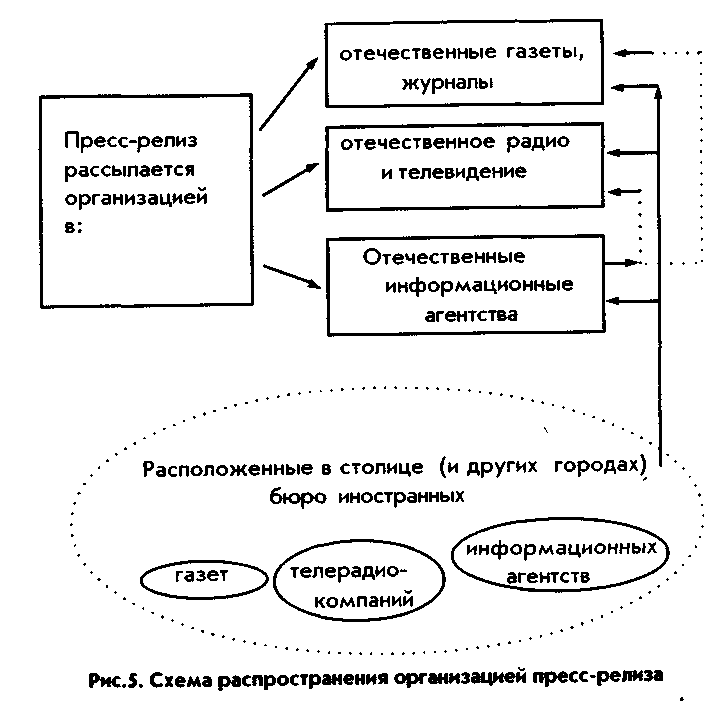 Пресс-релиз
рассылается
организацией
в:
отечественные газеты,
журналы
отечественное радио
и телевидение
Отечественные
информационные
агентства
Расположенные в столице (и других городах)
бюро иностранных
газет
телерадио-
компаний
информационных
агентств
Рис.5. Схема распространения организацией пресс-релиза